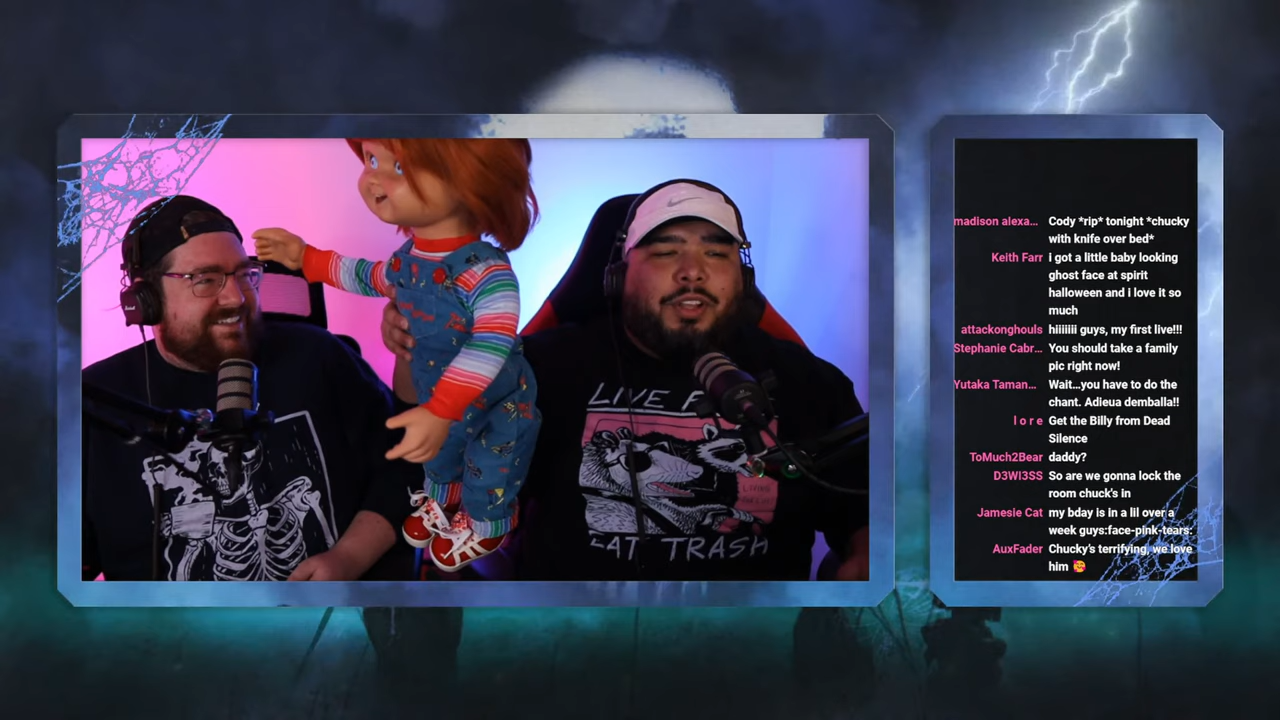 LIVE F
EAT TRASH
madison alexa... Cody *rip* tonight *chucky
with knife over bed*
Keith Farr i got a little baby looking
ghost face at spirit
halloween and i love it so
much
attackonghouls hiiiiiii guys, my first live!!!
Stephanie Cabr... You should take a family
pic right now!
Yutaka Taman... Wait...you have to do the
chant. Adieua demballa!!
l o r e Get the Billy from Dead
Silence
ToMuch2Bear daddy?
D3WI3SS So are we gonna lock the
room chuck's in
Jamesie Cat my bday is in a lil over a
week guys:face-pink-tears:
AuxFader Chucky's terrifying, we love
him 🥰